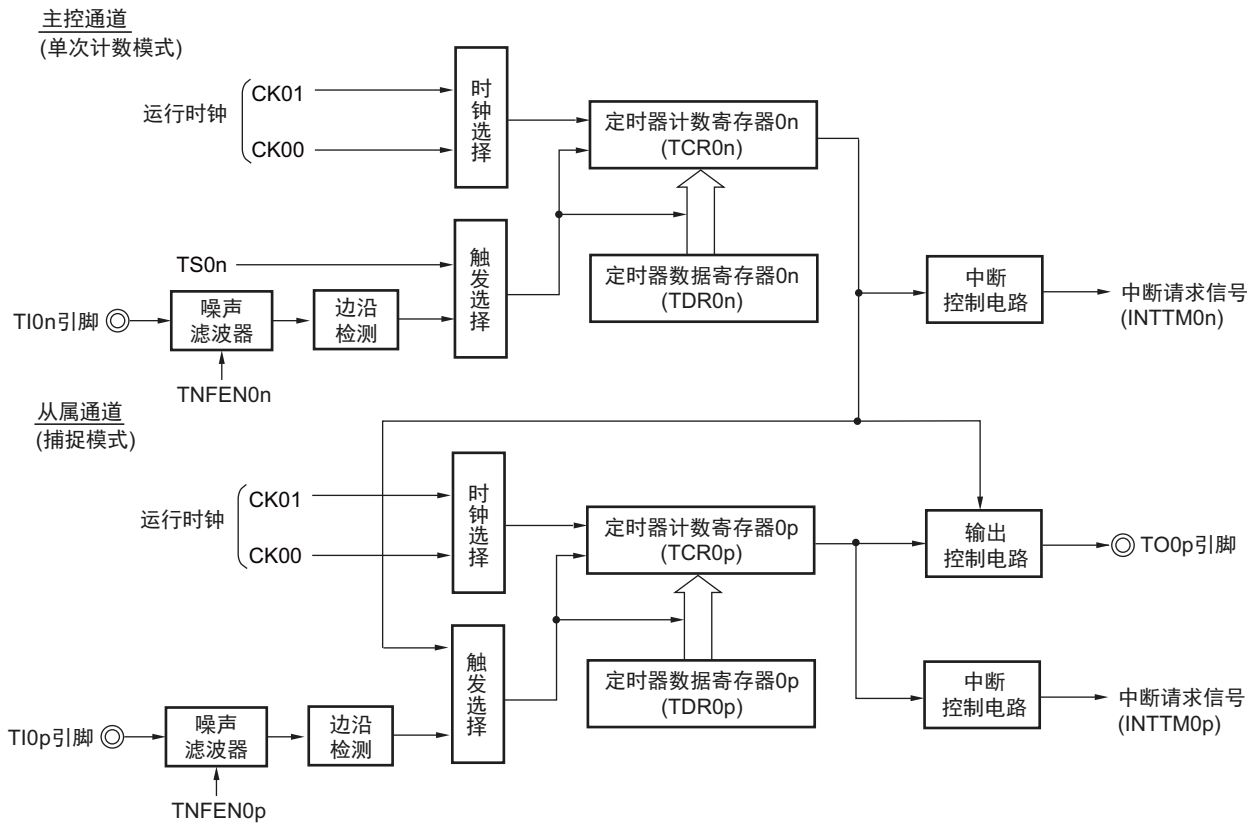 主控通道
(单次计数模式)
运行时钟
CK01
CK00
时钟选择
定时器计数寄存器0n
(TCR0n)
TS0n
触发选择
定时器数据寄存器0n
(TDR0n)
中断
控制电路
中断请求信号
(INTTM0n)
TI0n引脚
噪声
滤波器
边沿
检测
TNFEN0n
从属通道
(捕捉模式)
运行时钟
CK01
CK00
时钟选择
定时器计数寄存器0p
(TCR0p)
输出
控制电路
TO0p引脚
触发选择
定时器数据寄存器0p
(TDR0p)
中断
控制电路
中断请求信号
(INTTM0p)
TI0p引脚
噪声
滤波器
边沿
检测
TNFEN0p